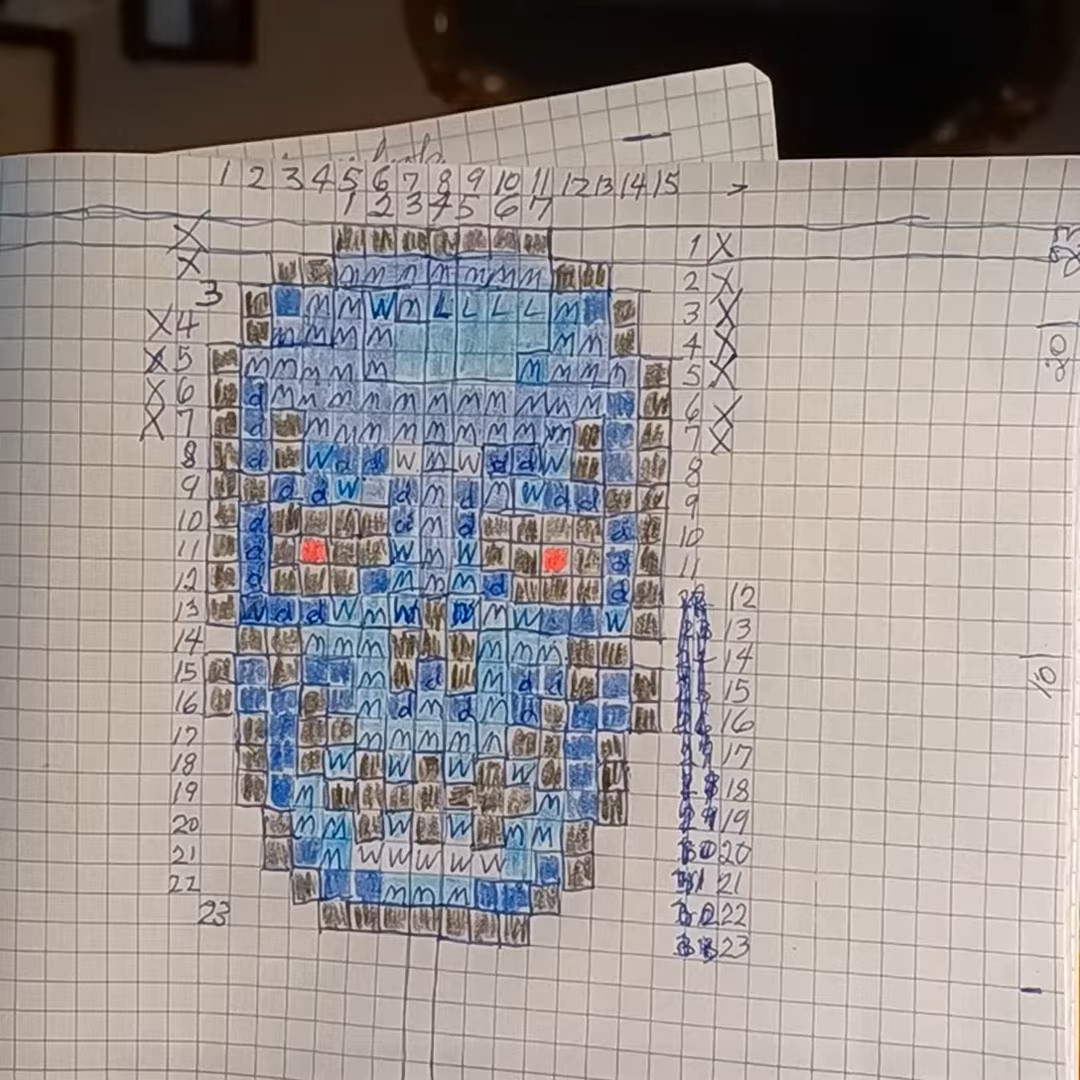 1 2 3 4 5 6 7 8 9 10 11 12 13 14 15 →
1 2 3 4 5 6 7
X 1 X
X m m n n m m m 2 X
3 m m W n L L L L m 3 X
X 4 m m m m m m m 4 X
X 5 m m m m m m m m m 5 X
X 6 d m m m m m m m m m m m 6 X
X 7 d m m m m m m m m m 7 X
8 d W d d W m W d d W 8
9 d d W d m d m W d d 9
10 d d m d d 10
11 d W m W d 11
12 d m m m d d 12
13 W d d W m W W m W W 13
14 m m m m m m 14
15 m d m d d 15
16 m d m d m d 16
17 m m m m n 17
18 W W W W 18
19 m m 19
20 m m W W m m 20
21 m W W W W W 21
22 m m m 22
23 23
10